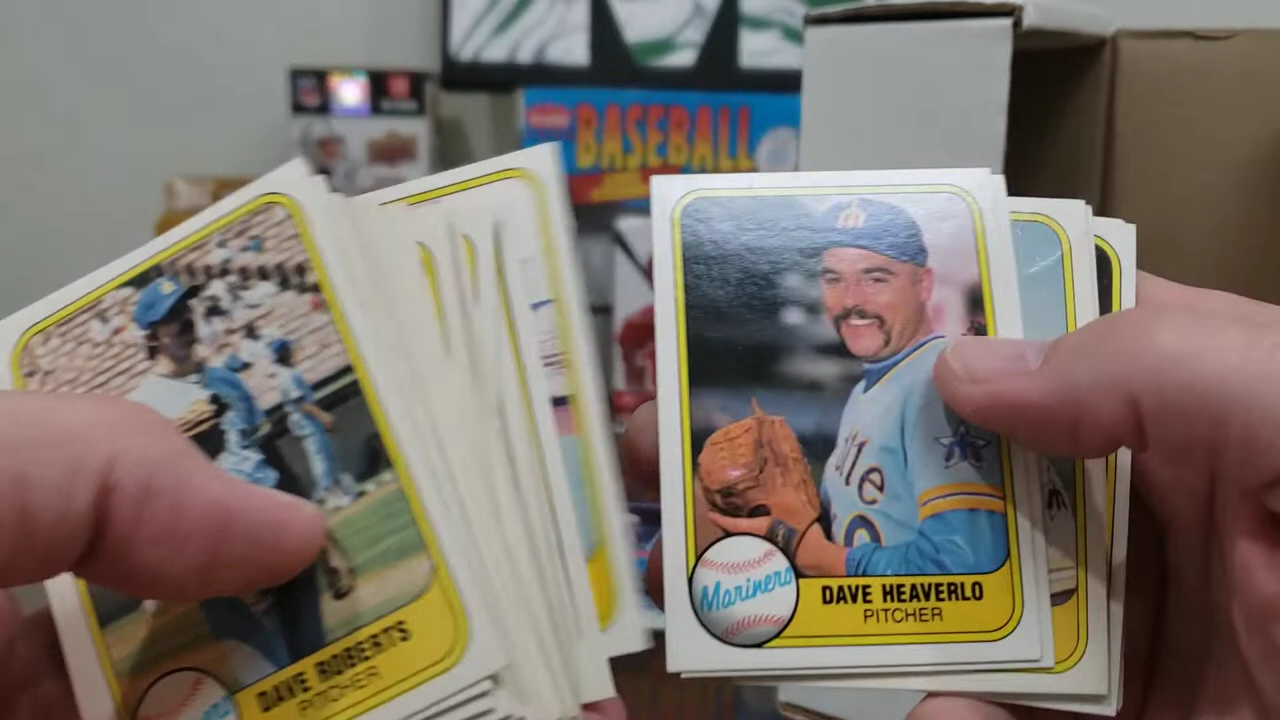 BASEBALL
DAVE ROBERTS
PITCHER
Mariners
DAVE HEAVERLO
PITCHER